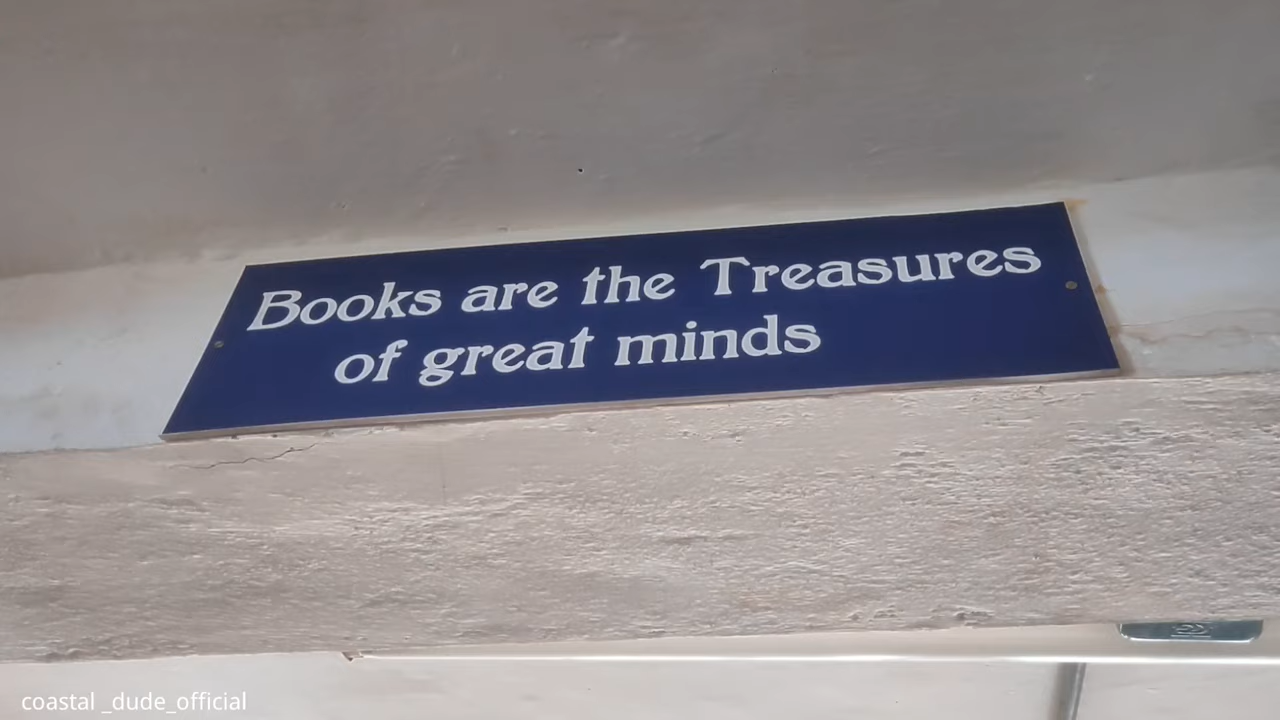 Books are the Treasures
of great minds
coastal _dude_official